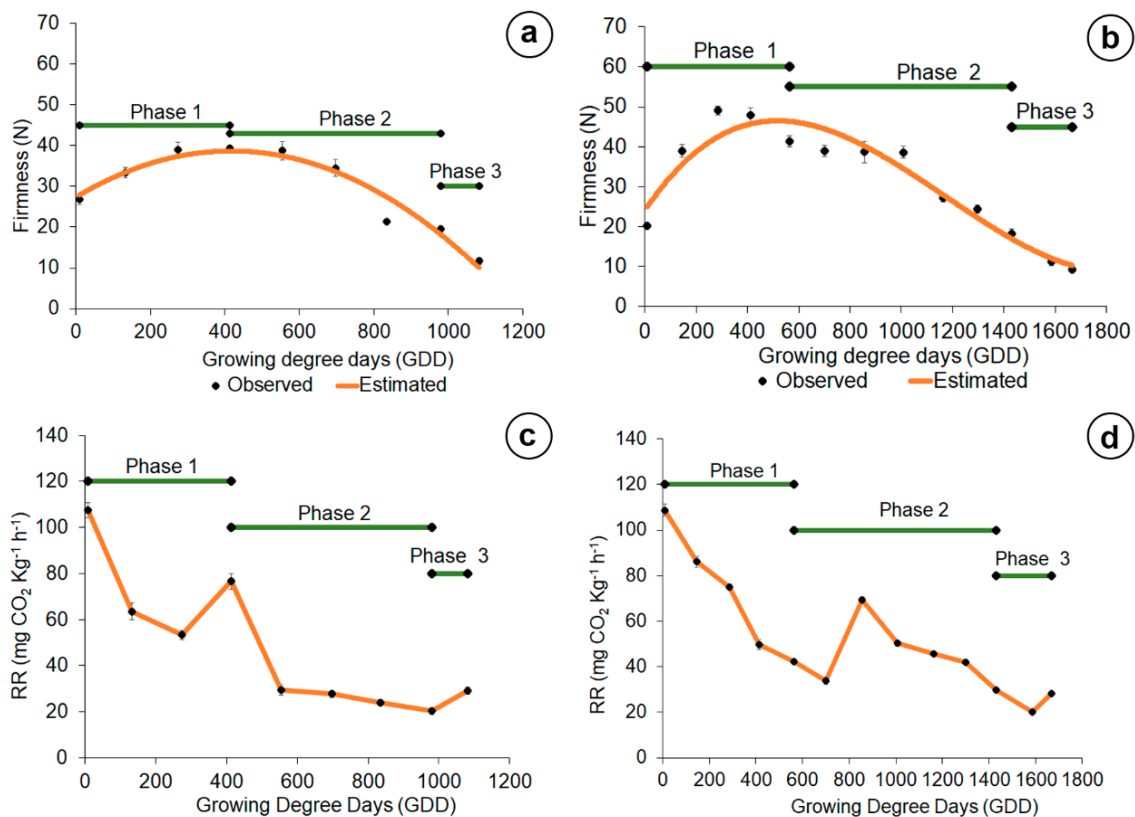 a
70
60
50
40
30
20
10
0
Firmness (N)
Phase 1
Phase 2
Phase 3
0 200 400 600 800 1000 1200
Growing degree days (GDD)
Observed Estimated
b
70
60
50
40
30
20
10
0
Firmness (N)
Phase 1
Phase 2
Phase 3
0 200 400 600 800 1000 1200 1400 1600 1800
Growing degree days (GDD)
Observed Estimated
c
140
120
100
80
60
40
20
0
RR (mg CO₂ Kg⁻¹ h⁻¹)
Phase 1
Phase 2
Phase 3
0 200 400 600 800 1000 1200
Growing Degree Days (GDD)
d
140
120
100
80
60
40
20
0
RR (mg CO₂ Kg⁻¹ h⁻¹)
Phase 1
Phase 2
Phase 3
0 200 400 600 800 1000 1200 1400 1600 1800
Growing Degree Days (GDD)